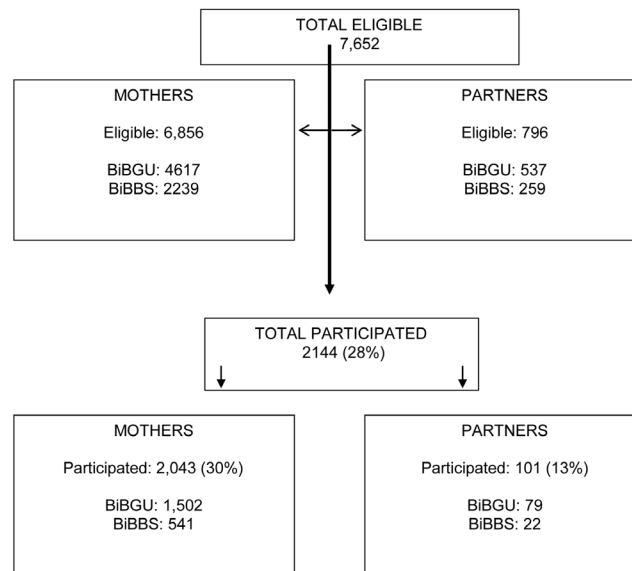 TOTAL ELIGIBLE
7,652
MOTHERS
Eligible: 6,856
BiBGU: 4617
BiBBS: 2239
PARTNERS
Eligible: 796
BiBGU: 537
BiBBS: 259
TOTAL PARTICIPATED
2144 (28%)
MOTHERS
Participated: 2,043 (30%)
BiBGU: 1,502
BiBBS: 541
PARTNERS
Participated: 101 (13%)
BiBGU: 79
BiBBS: 22